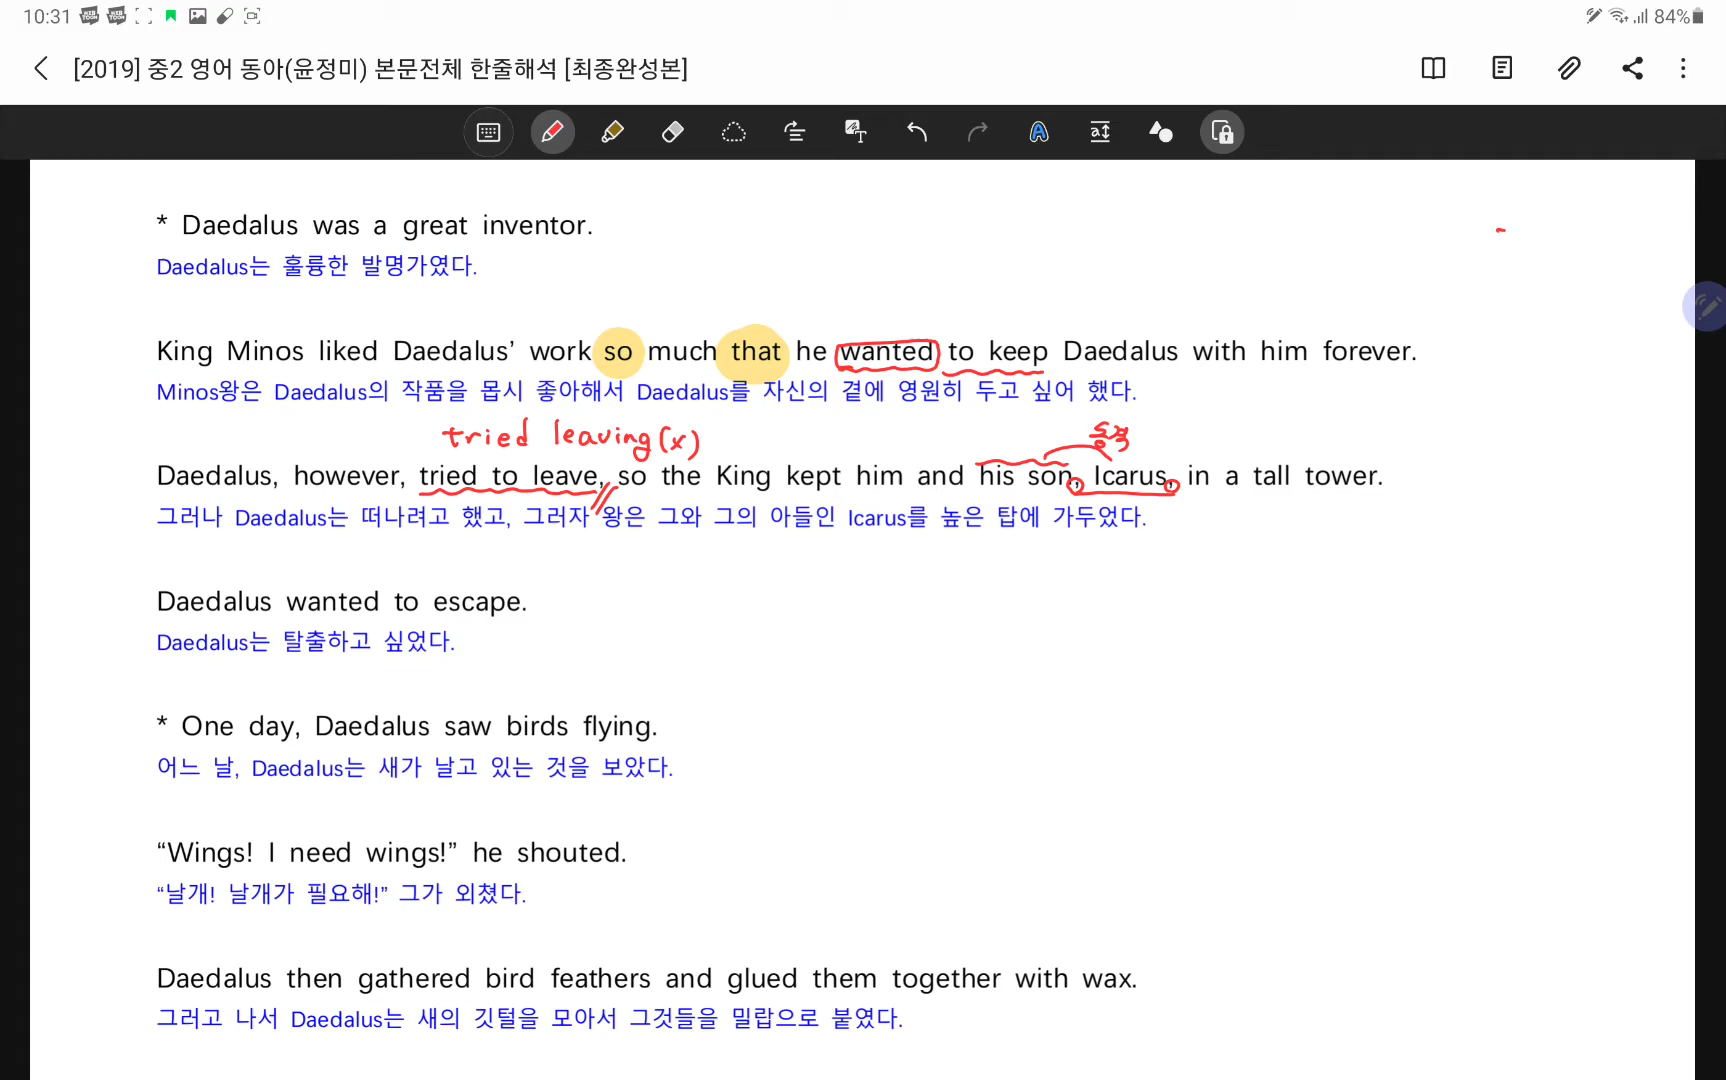 10:31 84%
[2019] 중2 영어 동아(윤정미) 본문전체 한줄해석 [최종완성본]
* Daedalus was a great inventor.
Daedalus는 훌륭한 발명가였다.
King Minos liked Daedalus’ work so much that he wanted to keep Daedalus with him forever.
Minos왕은 Daedalus의 작품을 몹시 좋아해서 Daedalus를 자신의 곁에 영원히 두고 싶어 했다.
tried leaving(x) 동격
Daedalus, however, tried to leave, so the King kept him and his son, Icarus, in a tall tower.
그러나 Daedalus는 떠나려고 했고, 그러자 왕은 그와 그의 아들인 Icarus를 높은 탑에 가두었다.
Daedalus wanted to escape.
Daedalus는 탈출하고 싶었다.
* One day, Daedalus saw birds flying.
어느 날, Daedalus는 새가 날고 있는 것을 보았다.
“Wings! I need wings!” he shouted.
“날개! 날개가 필요해!” 그가 외쳤다.
Daedalus then gathered bird feathers and glued them together with wax.
그러고 나서 Daedalus는 새의 깃털을 모아서 그것들을 밀랍으로 붙였다.